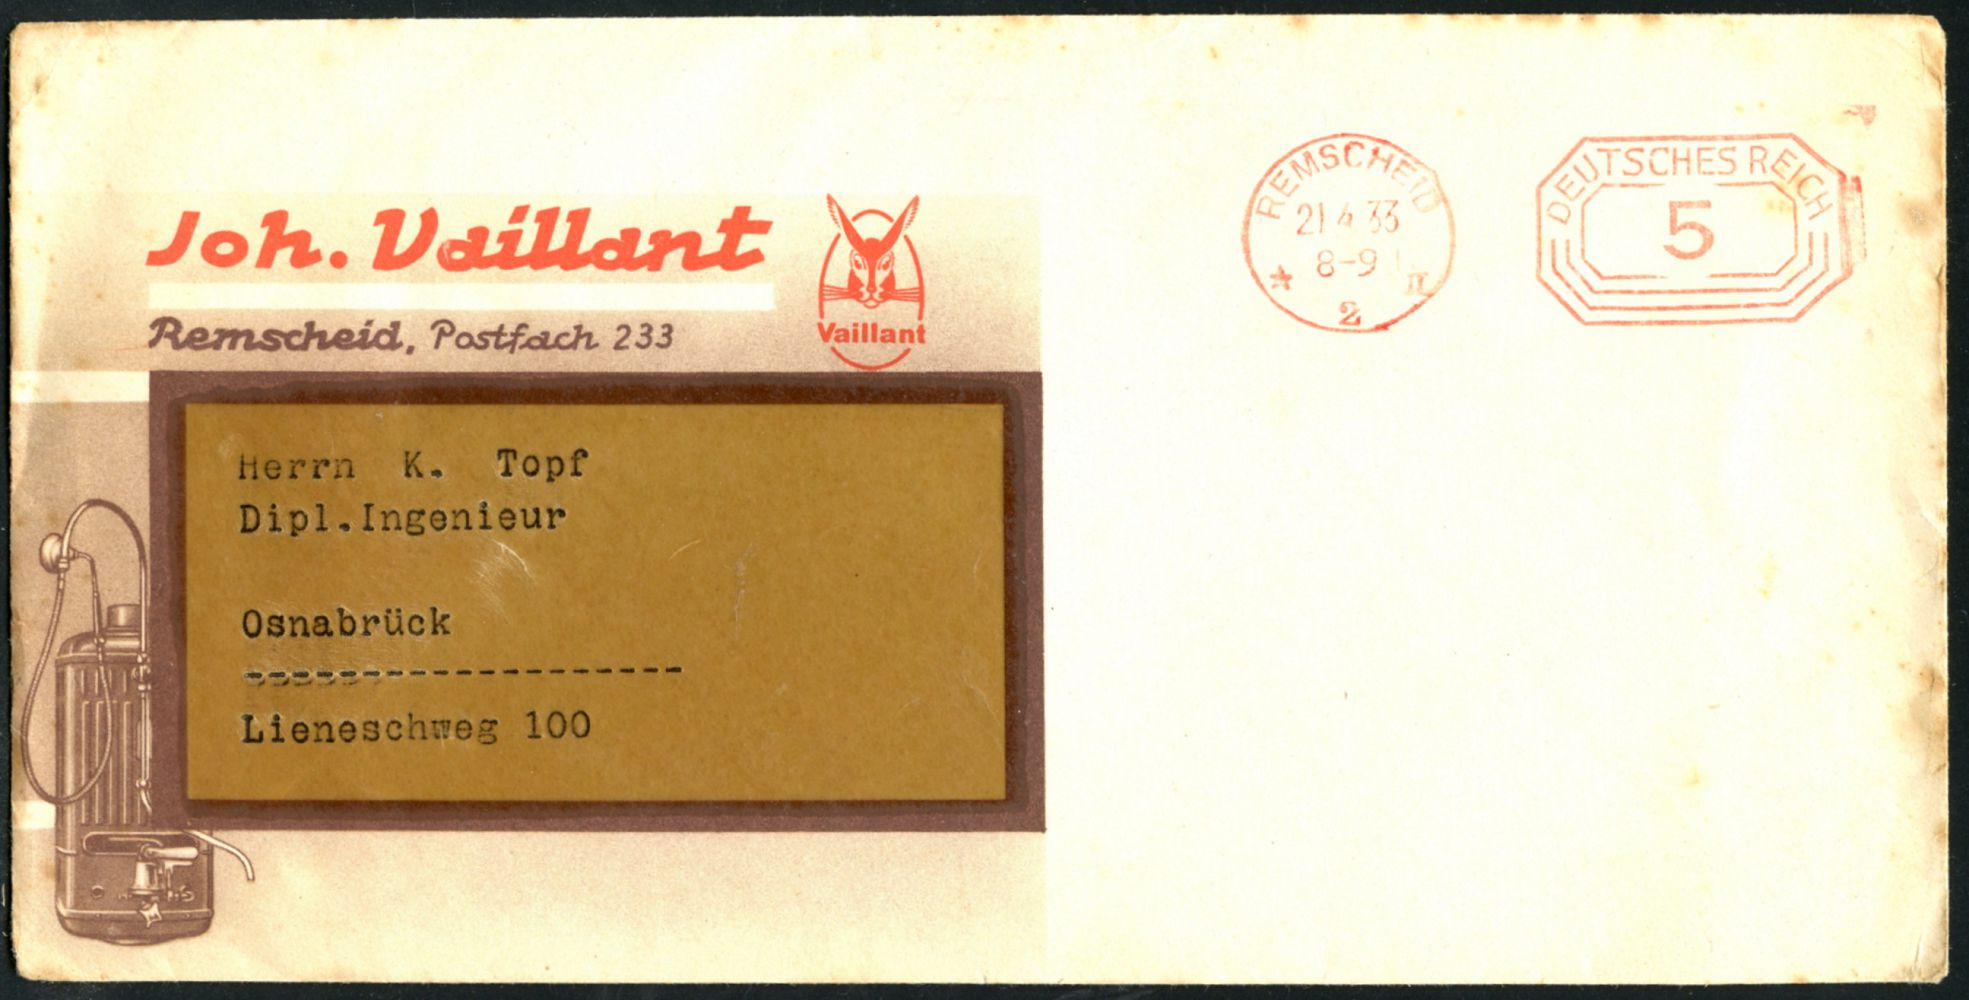 Joh. Vaillant
Remscheid, Postfach 233
Vaillant
REMSCHEID
21 4 33
8-9
* II
2
DEUTSCHES REICH
5
Herrn K. Topf
Dipl.Ingenieur
Osnabrück
-------------------
Lieneschweg 100